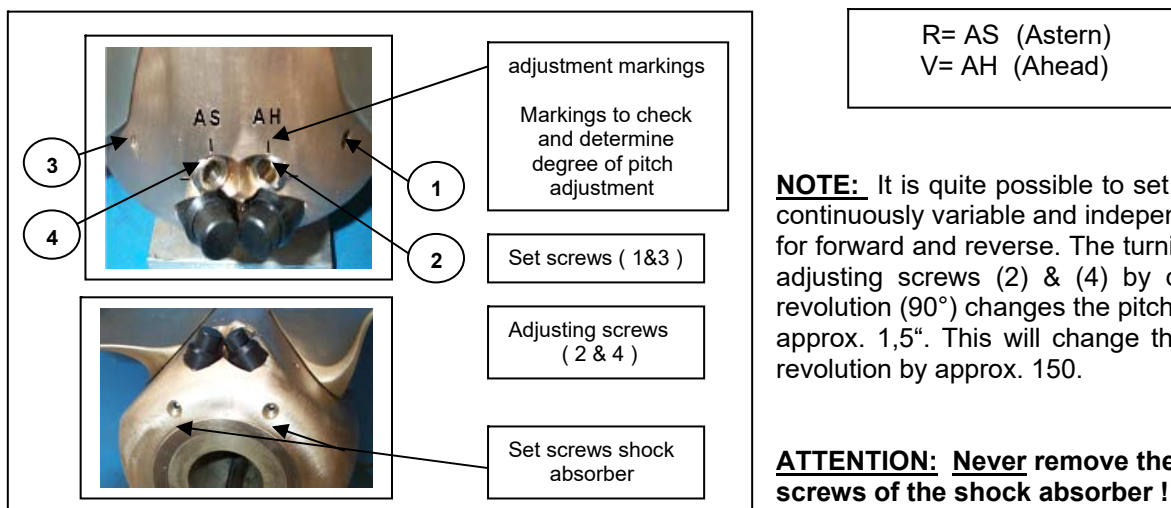 AS AH
3
4
1
2
adjustment markings
Markings to check
and determine
degree of pitch
adjustment
Set screws ( 1&3 )
Adjusting screws
( 2 & 4 )
Set screws shock
absorber
R= AS (Astern)
V= AH (Ahead)
NOTE: It is quite possible to set
continuously variable and
for forward and reverse. The
adjusting screws (2) & (4) by
revolution (90°) changes the pitch
approx. 1,5“. This will change
revolution by approx. 150.
ATTENTION: Never remove the
screws of the shock absorber !